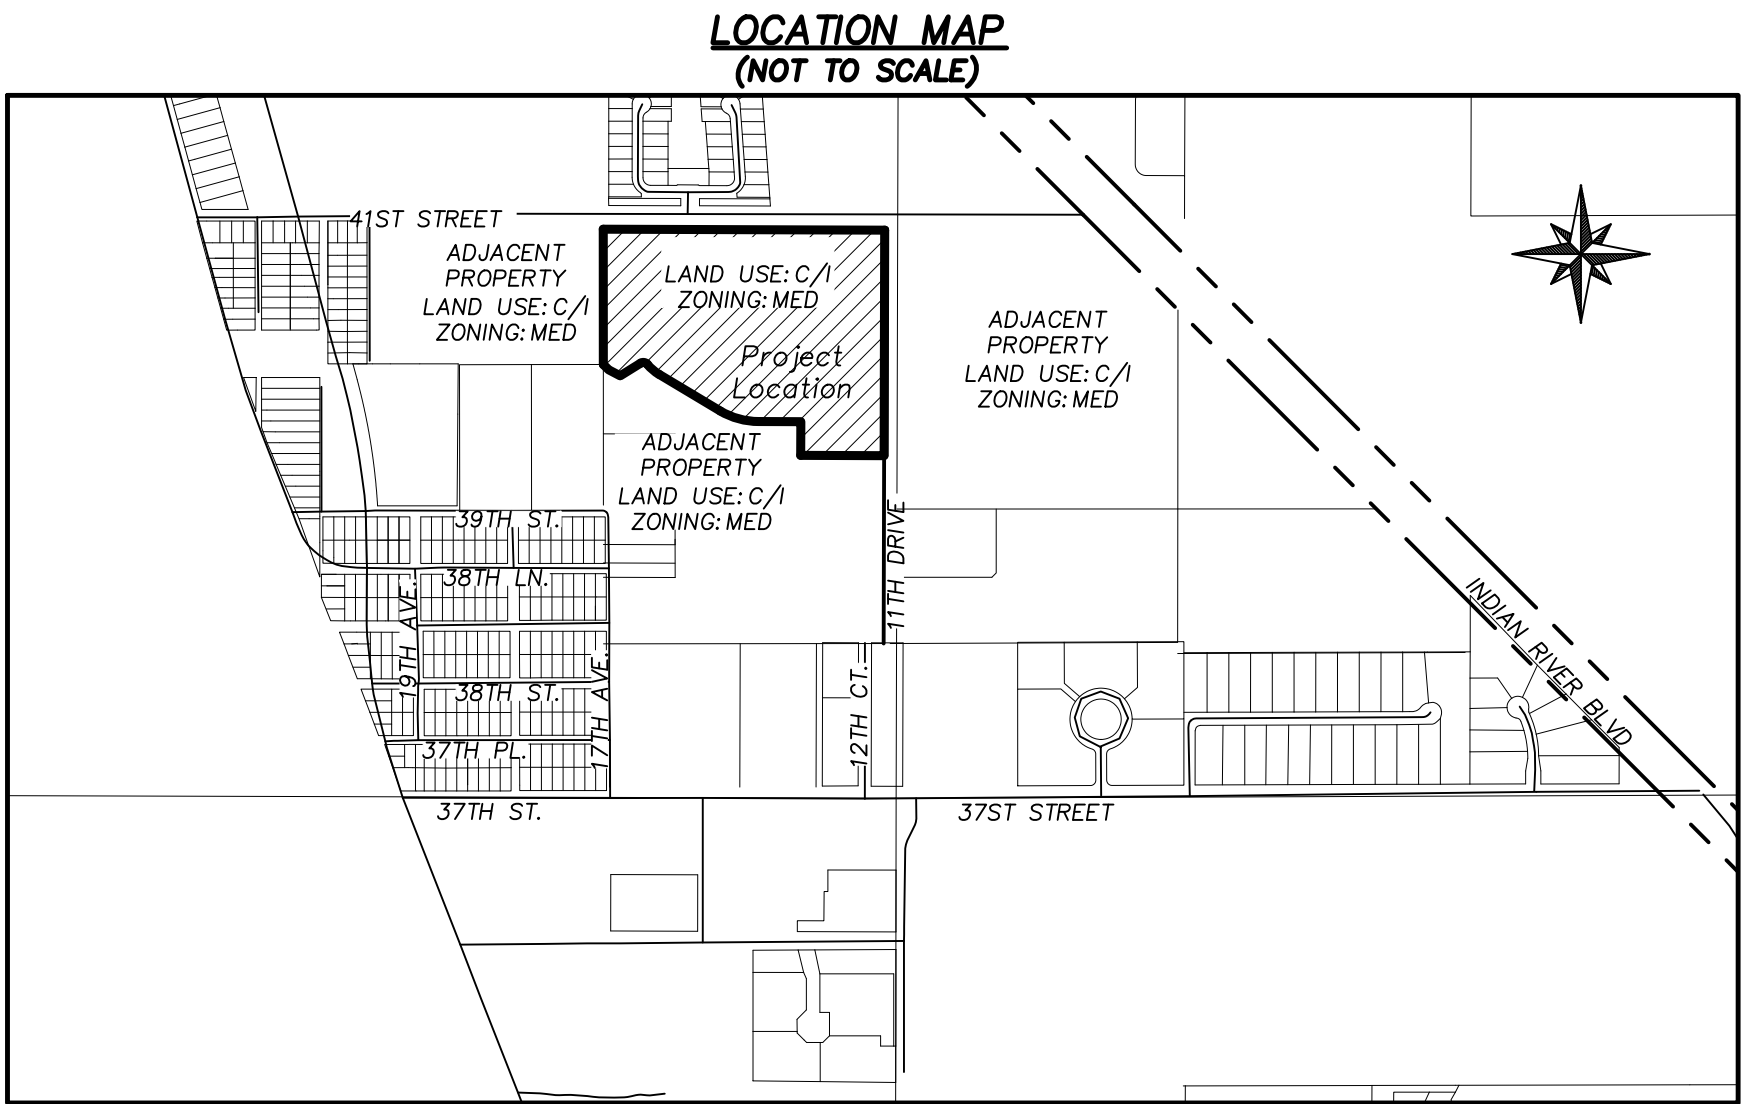 LOCATION MAP
(NOT TO SCALE)
41ST STREET
ADJACENT
PROPERTY
LAND USE: C/I
ZONING: MED
LAND USE: C/I
ZONING: MED
Project
Location
ADJACENT
PROPERTY
LAND USE: C/I
ZONING: MED
ADJACENT
PROPERTY
LAND USE: C/I
ZONING: MED
39TH ST.
38TH LN.
19TH AVE.
38TH ST.
17TH AVE.
37TH PL.
11TH DRIVE
12TH CT.
INDIAN RIVER BLVD
37TH ST.
37ST STREET